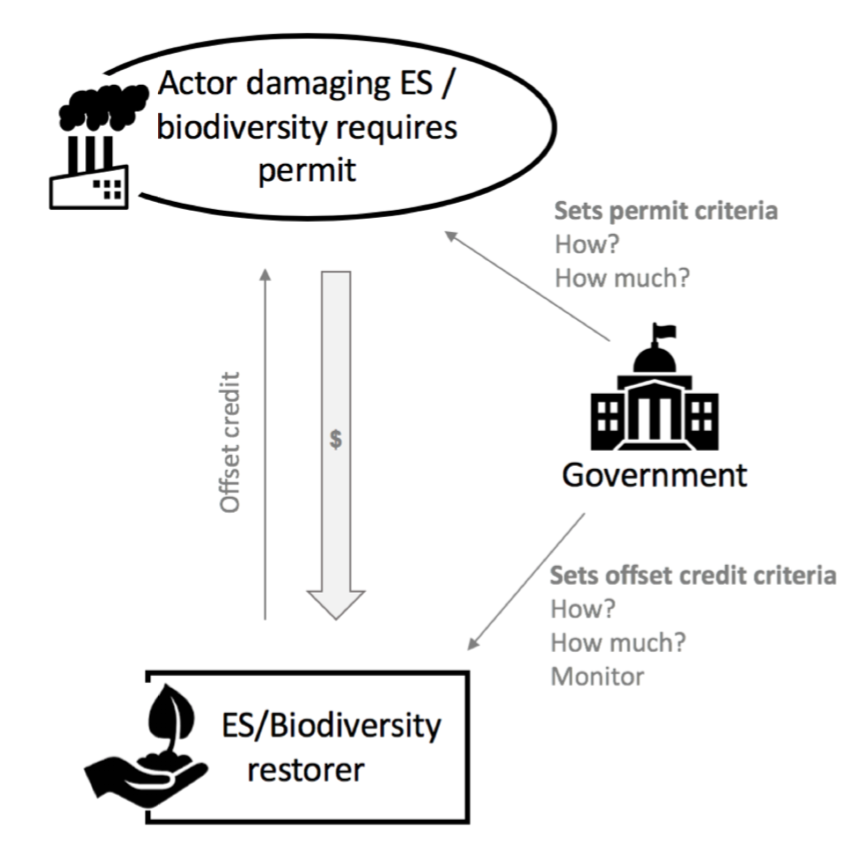 Actor damaging ES /
biodiversity requires
permit
Sets permit criteria
How?
How much?
Offset credit
$
Government
Sets offset credit criteria
How?
How much?
Monitor
ES/Biodiversity
restorer